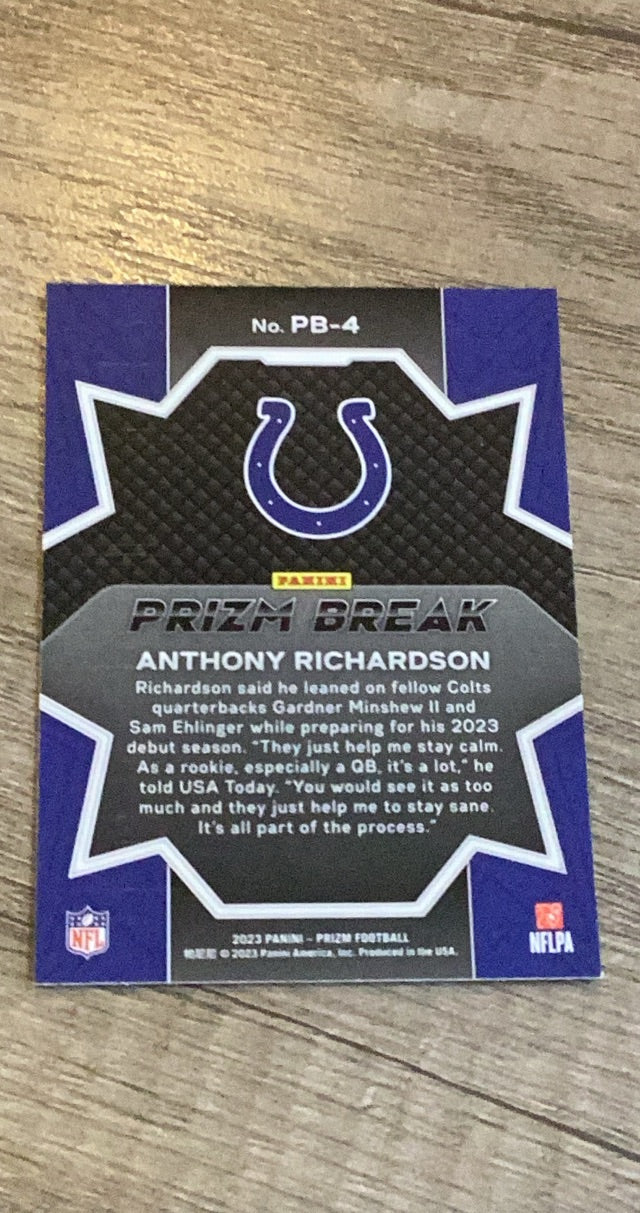 No. PB-4
PANINI
PRIZM BREAK
ANTHONY RICHARDSON
Richardson said he leaned on fellow Colts
quarterbacks Gardner Minshew II and
Sam Ehlinger while preparing for his 2023
debut season. "They just help me stay calm.
As a rookie, especially a QB, it's a lot," he
told USA Today. "You would see it as too
much and they just help me to stay sane.
It's all part of the process."
NFL
NFLPA
2023 PANINI – PRIZM FOOTBALL
© 2023 Panini America, Inc. Produced in the USA.